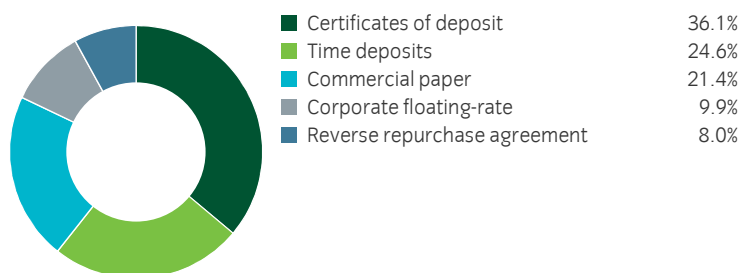 Certificates of deposit 36.1%
Time deposits 24.6%
Commercial paper 21.4%
Corporate floating-rate 9.9%
Reverse repurchase agreement 8.0%